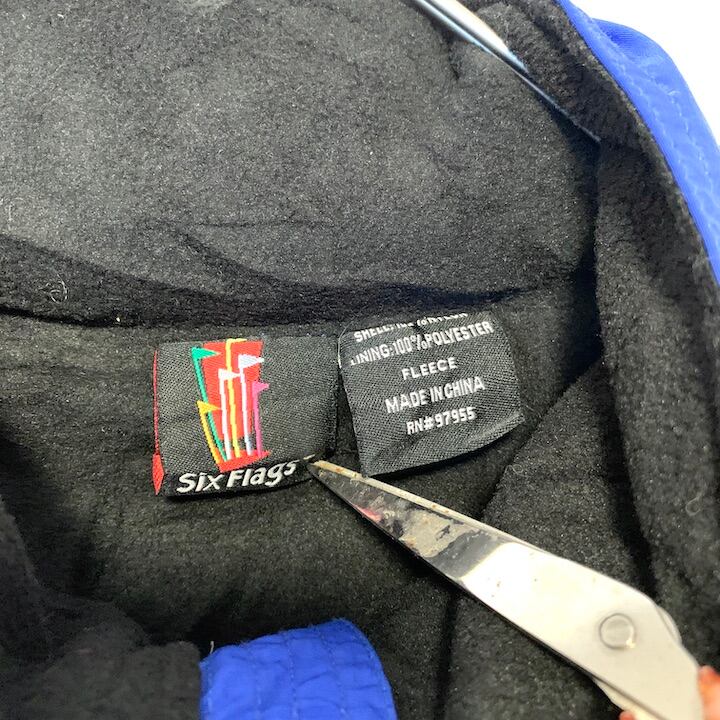 Six Flags
LINING:100%POLYESTER
FLEECE
MADE IN CHINA
RN#97955